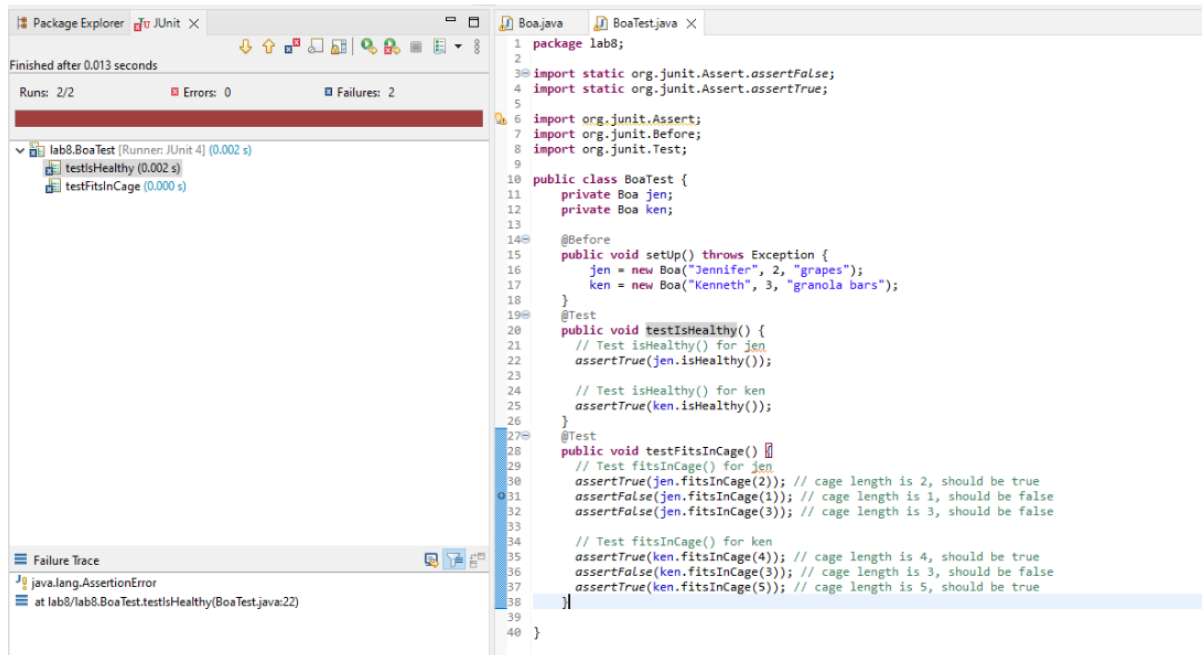 Package Explorer
JUnit
Finished after 0.013 seconds
Runs: 2/2
Errors: 0
Failures: 2
lab8.BoaTest [Runner: JUnit 4] (0.002 s)
testIsHealthy (0.002 s)
testFitsInCage (0.000 s)
Failure Trace
java.lang.AssertionError
at lab8/lab8.BoaTest.testIsHealthy(BoaTest.java:22)
Boa.java
BoaTest.java
1 package lab8;
2
3 import static org.junit.Assert.assertFalse;
4 import static org.junit.Assert.assertTrue;
5
6 import org.junit.Assert;
7 import org.junit.Before;
8 import org.junit.Test;
9
10 public class BoaTest {
11 private Boa jen;
12 private Boa ken;
13
14 @Before
15 public void setUp() throws Exception {
16 jen = new Boa("Jennifer", 2, "grapes");
17 ken = new Boa("Kenneth", 3, "granola bars");
18 }
19 @Test
20 public void testIsHealthy() {
21 // Test isHealthy() for jen
22 assertTrue(jen.isHealthy());
23
24 // Test isHealthy() for ken
25 assertTrue(ken.isHealthy());
26 }
27 @Test
28 public void testFitsInCage() {
29 // Test fitsInCage() for jen
30 assertTrue(jen.fitsInCage(2)); // cage length is 2, should be true
31 assertFalse(jen.fitsInCage(1)); // cage length is 1, should be false
32 assertFalse(jen.fitsInCage(3)); // cage length is 3, should be false
33
34 // Test fitsInCage() for ken
35 assertTrue(ken.fitsInCage(4)); // cage length is 4, should be true
36 assertFalse(ken.fitsInCage(3)); // cage length is 3, should be false
37 assertTrue(ken.fitsInCage(5)); // cage length is 5, should be true
38 }
39
40 }